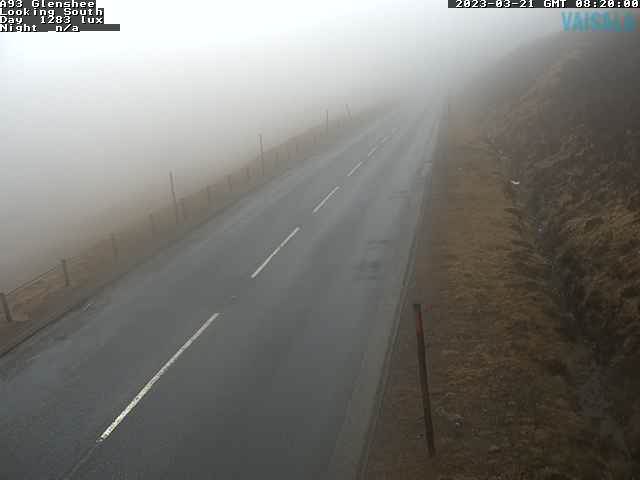 A93 Glenshee
Looking South
Day 1283 lux
Night n/a
2023-03-21 GMT 08:20:00
VAISALA